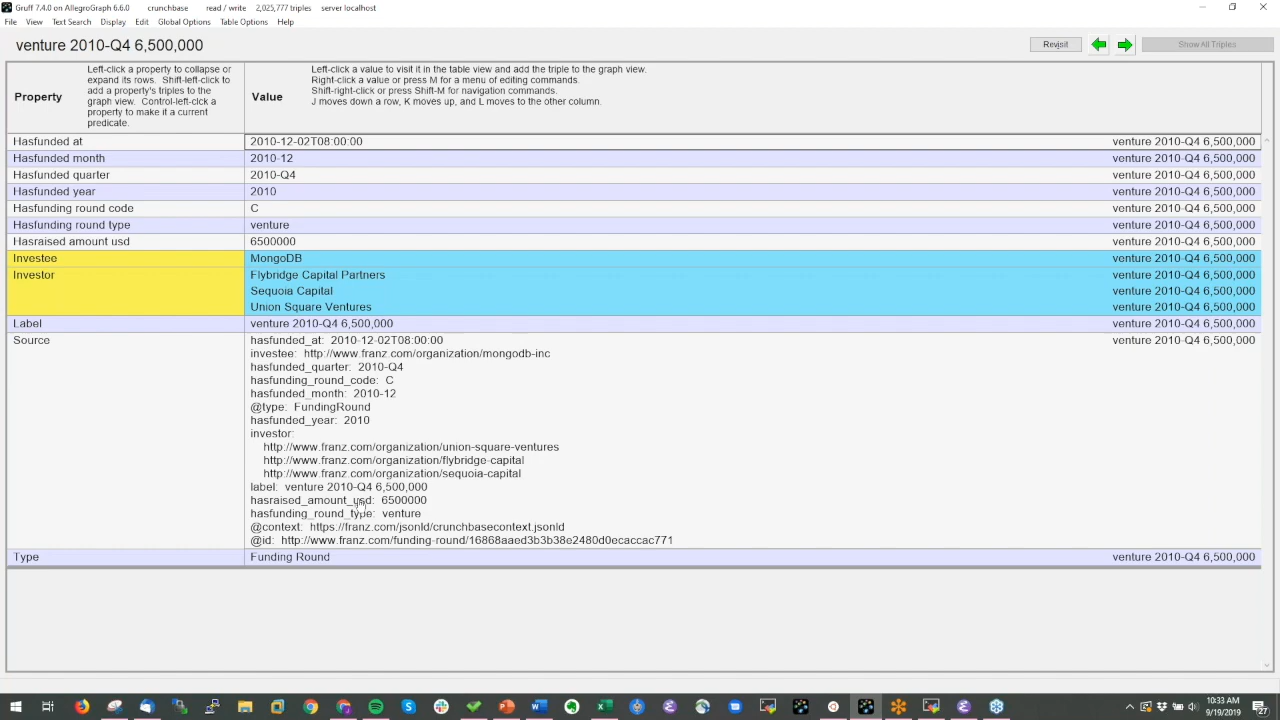 Gruff 7.4.0 on AllegroGraph 6.6.0 crunchbase read / write 2,025,777 triples server localhost
File View Text Search Display Edit Global Options Table Options Help
venture 2010-Q4 6,500,000
Revisit Show All Triples
Property
Left-click a property to collapse or
expand its rows. Shift-left-click to
add a property's triples to the
graph view. Control-left-click a
property to make it a current
predicate.
Value
Left-click a value to visit it in the table view and add the triple to the graph view.
Right-click a value or press M for a menu of editing commands.
Shift-right-click or press Shift-M for navigation commands.
J moves down a row, K moves up, and L moves to the other column.
Hasfunded at 2010-12-02T08:00:00 venture 2010-Q4 6,500,000
Hasfunded month 2010-12 venture 2010-Q4 6,500,000
Hasfunded quarter 2010-Q4 venture 2010-Q4 6,500,000
Hasfunded year 2010 venture 2010-Q4 6,500,000
Hasfunding round code C venture 2010-Q4 6,500,000
Hasfunding round type venture venture 2010-Q4 6,500,000
Hasraised amount usd 6500000 venture 2010-Q4 6,500,000
Investee MongoDB venture 2010-Q4 6,500,000
Investor Flybridge Capital Partners venture 2010-Q4 6,500,000
Sequoia Capital venture 2010-Q4 6,500,000
Union Square Ventures venture 2010-Q4 6,500,000
Label venture 2010-Q4 6,500,000 venture 2010-Q4 6,500,000
Source hasfunded_at: 2010-12-02T08:00:00 venture 2010-Q4 6,500,000
investee: http://www.franz.com/organization/mongodb-inc
hasfunded_quarter: 2010-Q4
hasfunding_round_code: C
hasfunded_month: 2010-12
@type: FundingRound
hasfunded_year: 2010
investor:
http://www.franz.com/organization/union-square-ventures
http://www.franz.com/organization/flybridge-capital
http://www.franz.com/organization/sequoia-capital
label: venture 2010-Q4 6,500,000
hasraised_amount_usd: 6500000
hasfunding_round_type: venture
@context: https://franz.com/jsonld/crunchbasecontext.jsonld
@id: http://www.franz.com/funding-round/16868aaed3b3b38e2480d0ecaccac771
Type Funding Round venture 2010-Q4 6,500,000
10:33 AM
9/19/2019